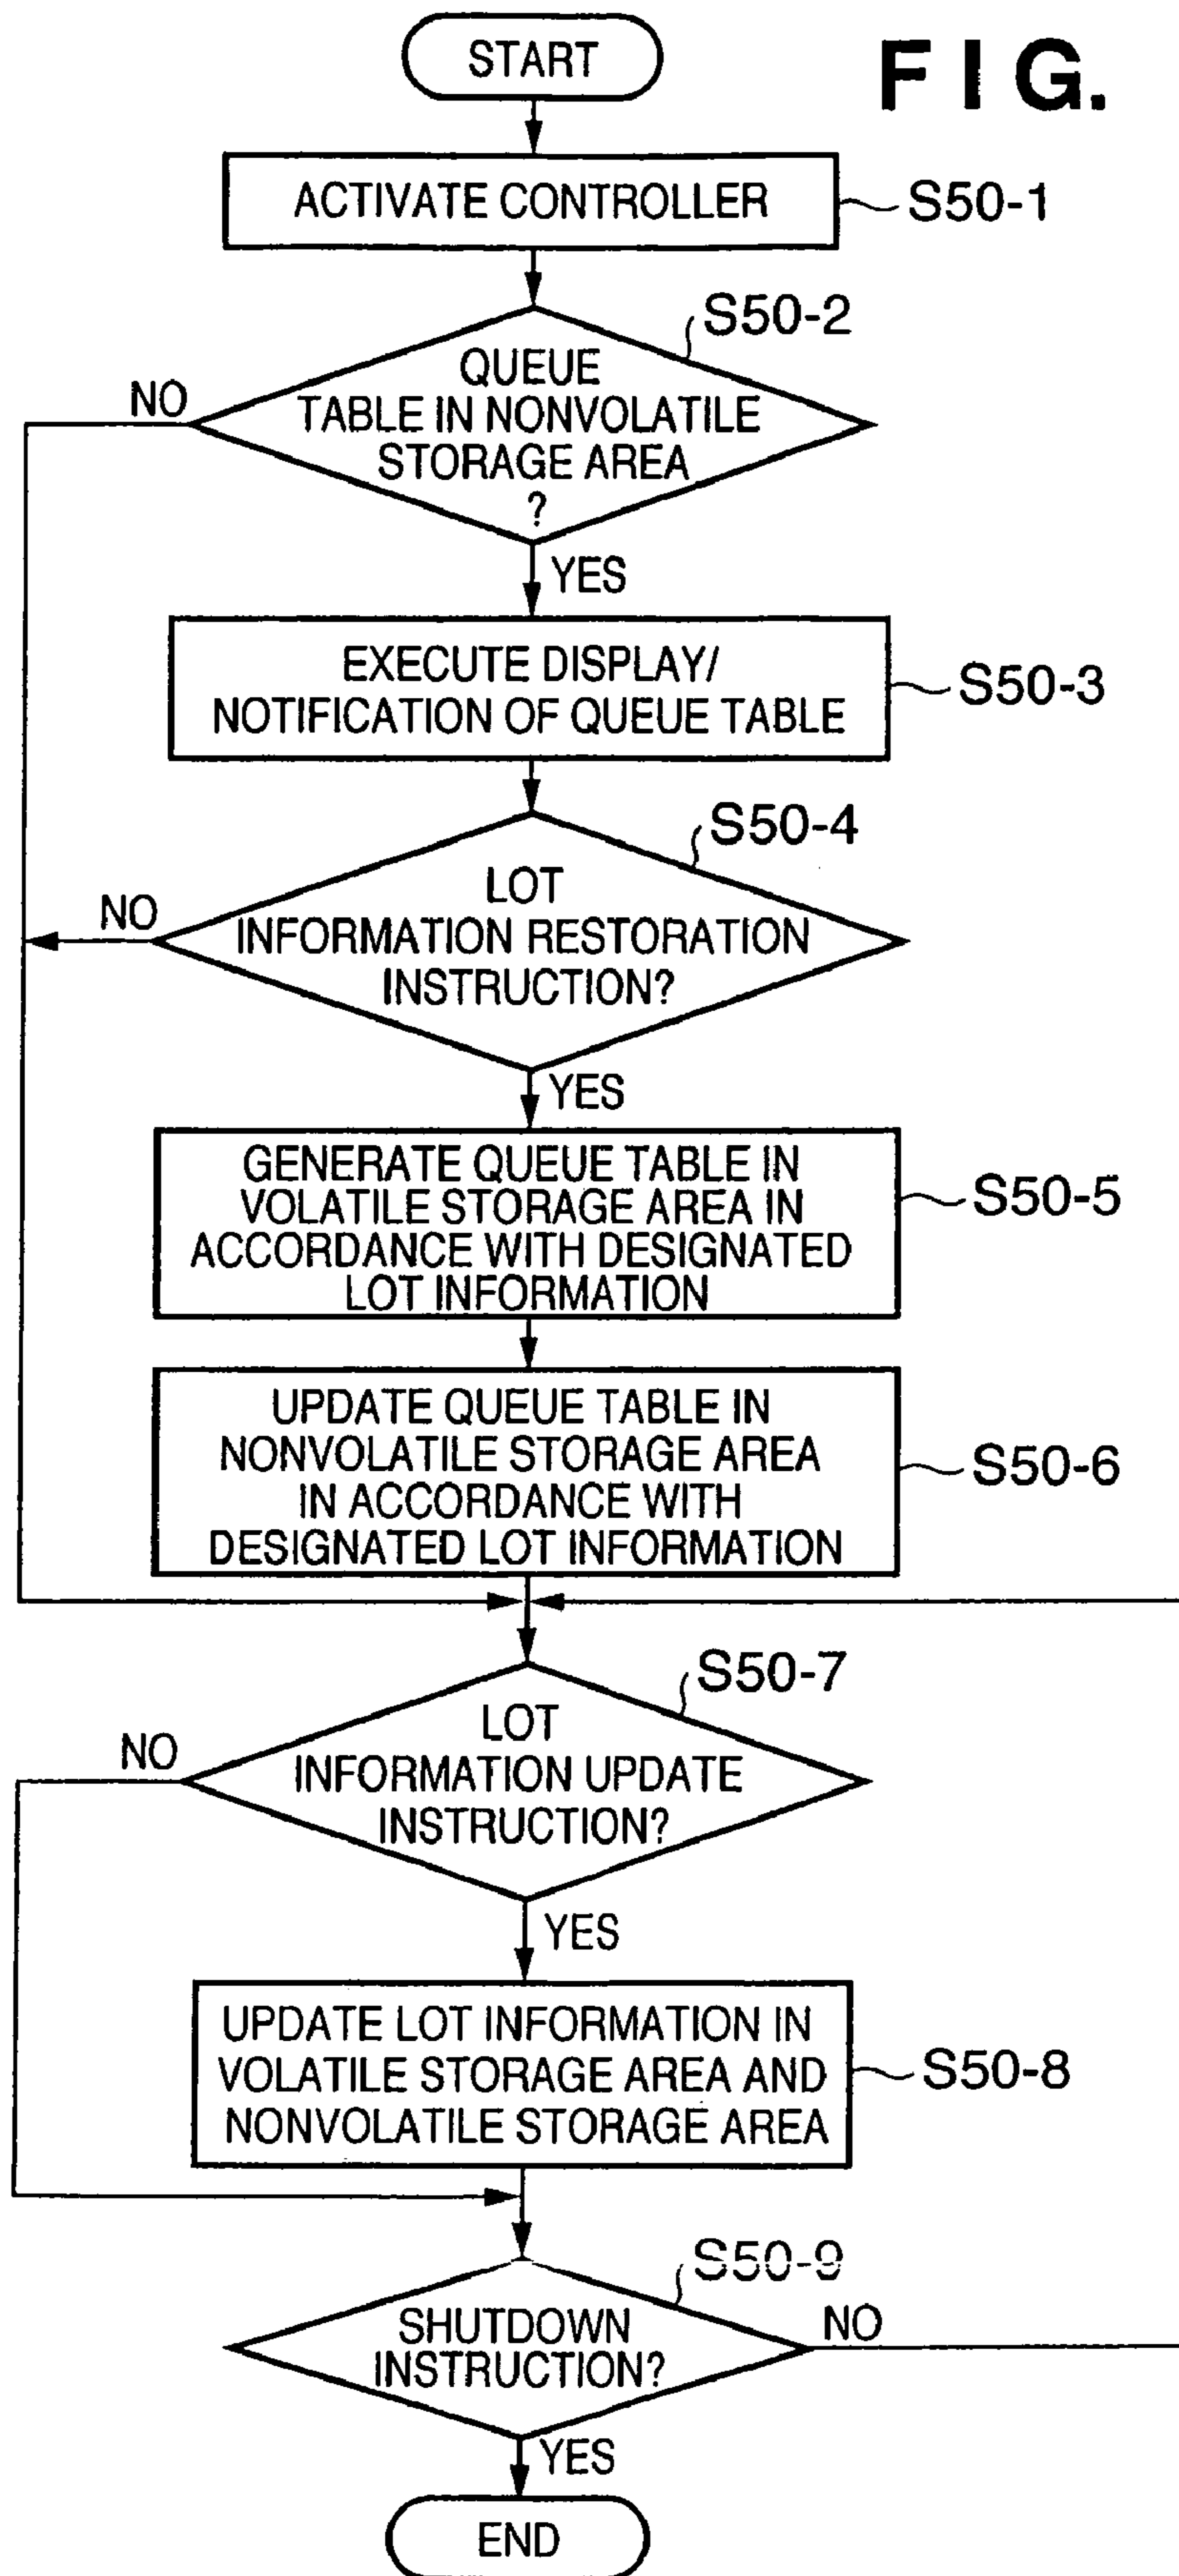 START
FIG.
ACTIVATE CONTROLLER
S50-1
S50-2
QUEUE
TABLE IN NONVOLATILE
STORAGE AREA
?
NO
YES
EXECUTE DISPLAY/
NOTIFICATION OF QUEUE TABLE
S50-3
S50-4
LOT
INFORMATION RESTORATION
INSTRUCTION?
NO
YES
GENERATE QUEUE TABLE IN
VOLATILE STORAGE AREA IN
ACCORDANCE WITH DESIGNATED
LOT INFORMATION
S50-5
UPDATE QUEUE TABLE IN
NONVOLATILE STORAGE AREA
IN ACCORDANCE WITH
DESIGNATED LOT INFORMATION
S50-6
S50-7
LOT
INFORMATION UPDATE
INSTRUCTION?
NO
YES
UPDATE LOT INFORMATION IN
VOLATILE STORAGE AREA AND
NONVOLATILE STORAGE AREA
S50-8
S50-9
SHUTDOWN
INSTRUCTION?
NO
YES
END